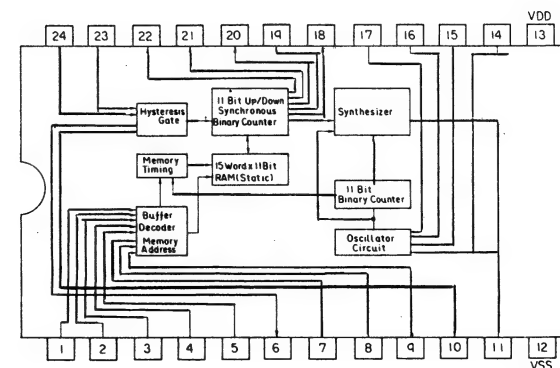 VDD
24 23 22 21 20 19 18 17 16 15 14 13
Hysteresis
Gate
11 Bit Up/Down
Synchronous
Binary Counter
Synthesizer
Memory
Timing
15 Word x 11 Bit
RAM (Static)
11 Bit
Binary Counter
Buffer
Decoder
Memory
Address
Oscillator
Circuit
1 2 3 4 5 6 7 8 9 10 11 12
VSS